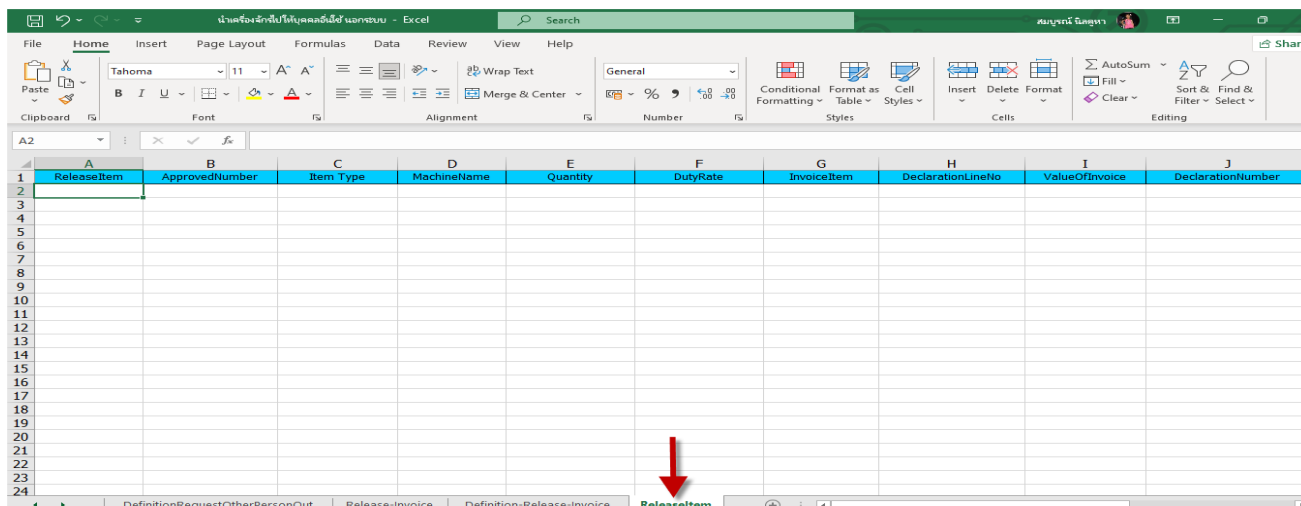 นำเครื่องจักรไปให้บุคคลอื่นใช้ นอกระบบ - Excel
Search
สมบูรณ์ นิลคูหา
File Home Insert Page Layout Formulas Data Review View Help
Shar
Paste
Tahoma 11 A^ A˅
Wrap Text
General
Conditional Formatting
Format as Table
Cell Styles
Insert Delete Format
AutoSum
Fill
Clear
Sort & Filter
Find & Select
B I U A
Merge & Center
% 9
Clipboard Font Alignment Number Styles Cells Editing
A2 fx
A B C D E F G H I J
1 ReleaseItem ApprovedNumber Item Type MachineName Quantity DutyRate InvoiceItem DeclarationLineNo ValueOfInvoice DeclarationNumber
2
3
4
5
6
7
8
9
10
11
12
13
14
15
16
17
18
19
20
21
22
23
24
DefinitionRequestOtherPersonOut Release-Invoice Definition-Release-Invoice ReleaseItem